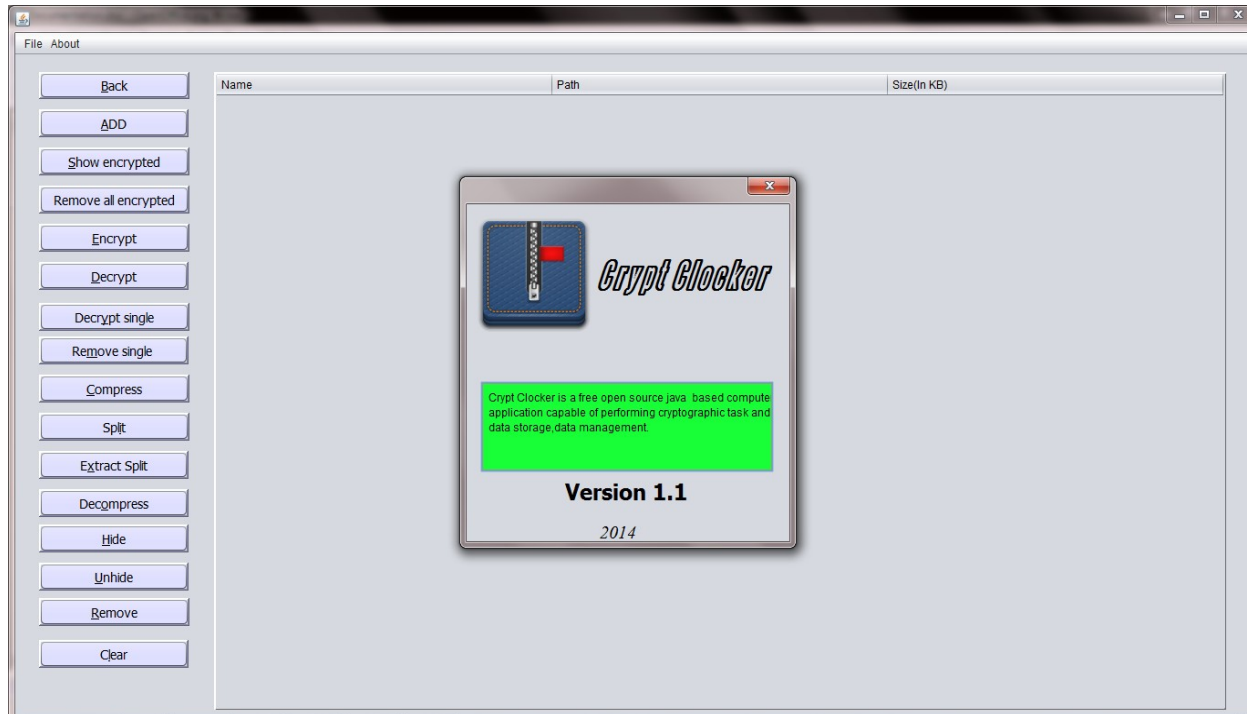 File About
Back
ADD
Show encrypted
Remove all encrypted
Encrypt
Decrypt
Decrypt single
Remove single
Compress
Split
Extract Split
Decompress
Hide
Unhide
Remove
Clear
Name Path Size(In KB)
Crypt Clocker
Crypt Clocker is a free open source java based compute
application capable of performing cryptographic task and
data storage,data management.
Version 1.1
2014